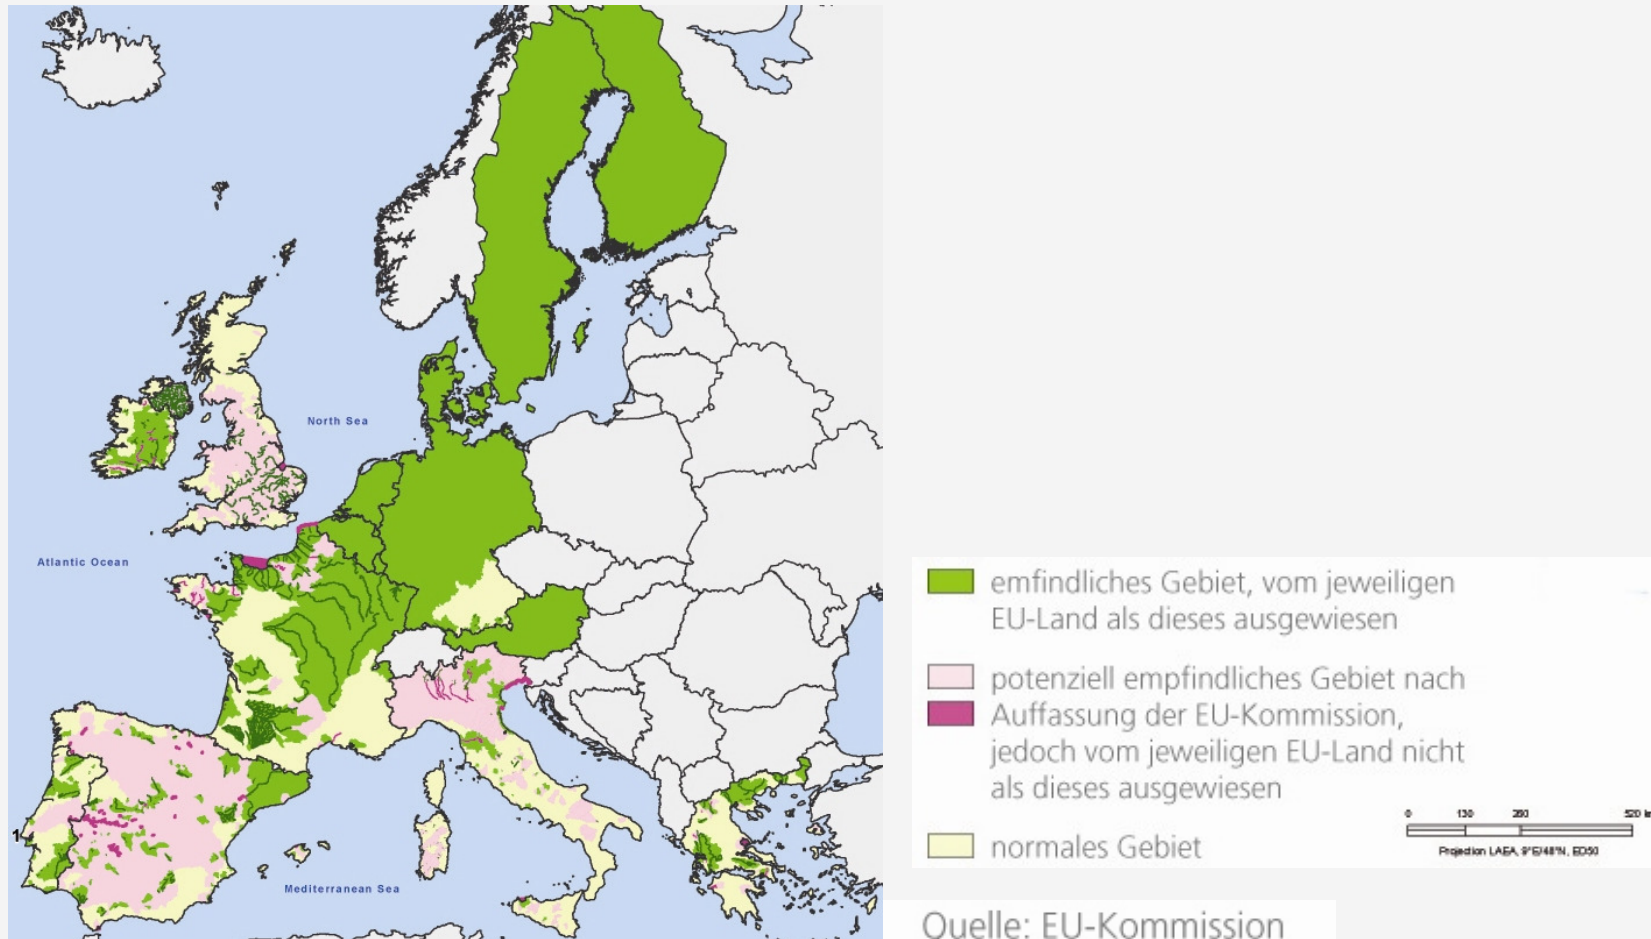 North Sea
Atlantic Ocean
Mediterranean Sea
1
emfindliches Gebiet, vom jeweiligen
EU-Land als dieses ausgewiesen
potenziell empfindliches Gebiet nach
Auffassung der EU-Kommission,
jedoch vom jeweiligen EU-Land nicht
als dieses ausgewiesen
normales Gebiet
0 130 260 520
Projection LAEA, 9°E/48°N, ED50
Quelle: EU-Kommission